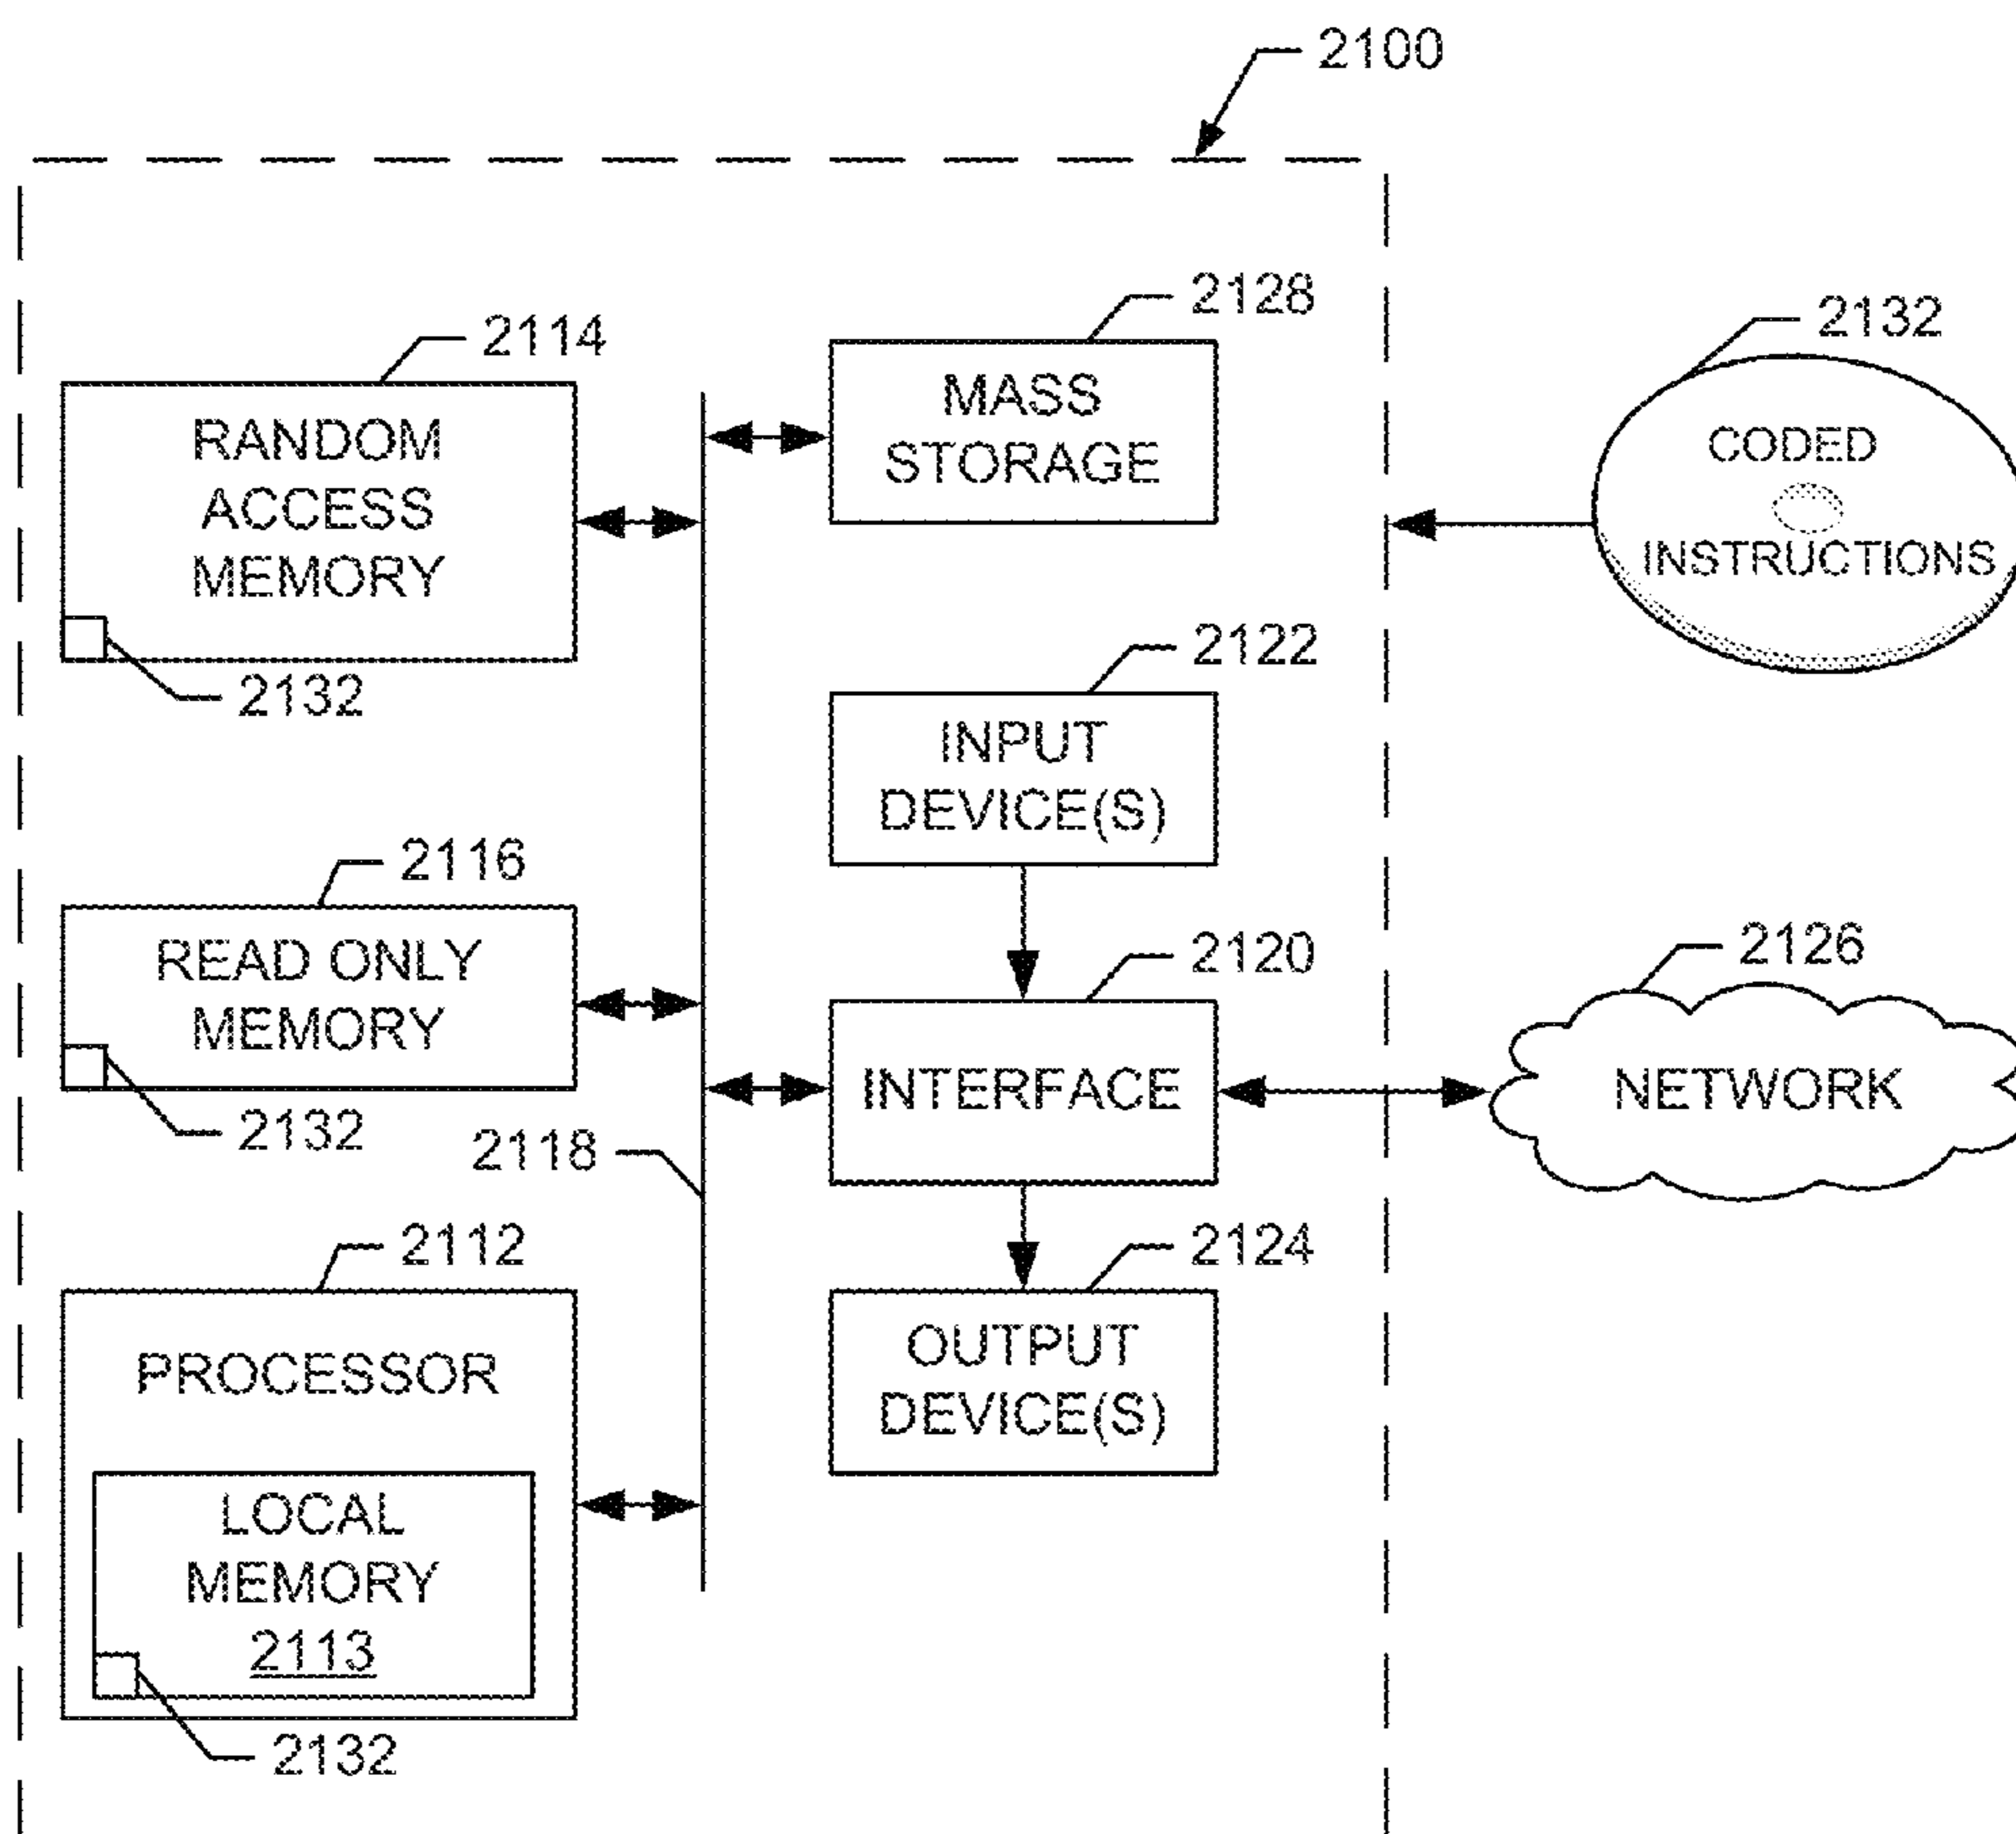 2100
2128
2114
2132
MASS
STORAGE
RANDOM
ACCESS
MEMORY
CODED
INSTRUCTIONS
2132
2122
INPUT
DEVICE(S)
2116
READ ONLY
MEMORY
2120
2126
INTERFACE
NETWORK
2132
2118
2112
2124
PROCESSOR
OUTPUT
DEVICE(S)
LOCAL
MEMORY
2113
2132